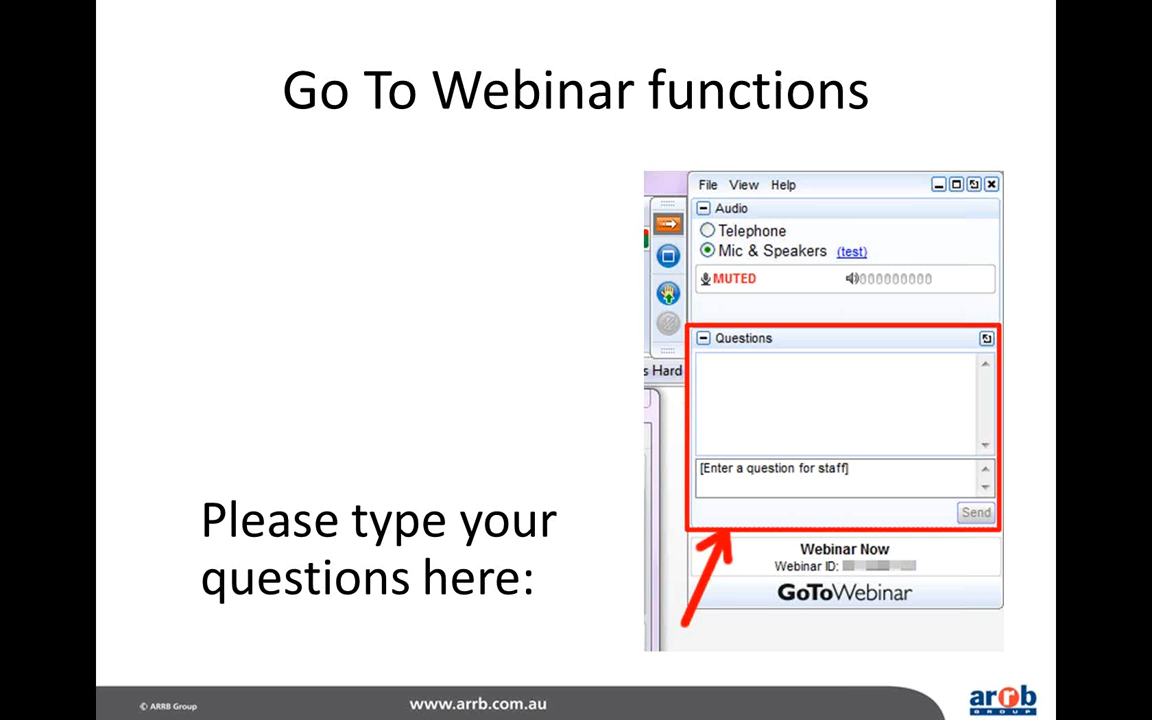 Go To Webinar functions
File View Help
Audio
Telephone
Mic & Speakers (test)
MUTED
Questions
s Hard
[Enter a question for staff]
Send
Please type your
questions here:
Webinar Now
Webinar ID:
GoToWebinar
© ARRB Group
www.arrb.com.au
arrb
GROUP